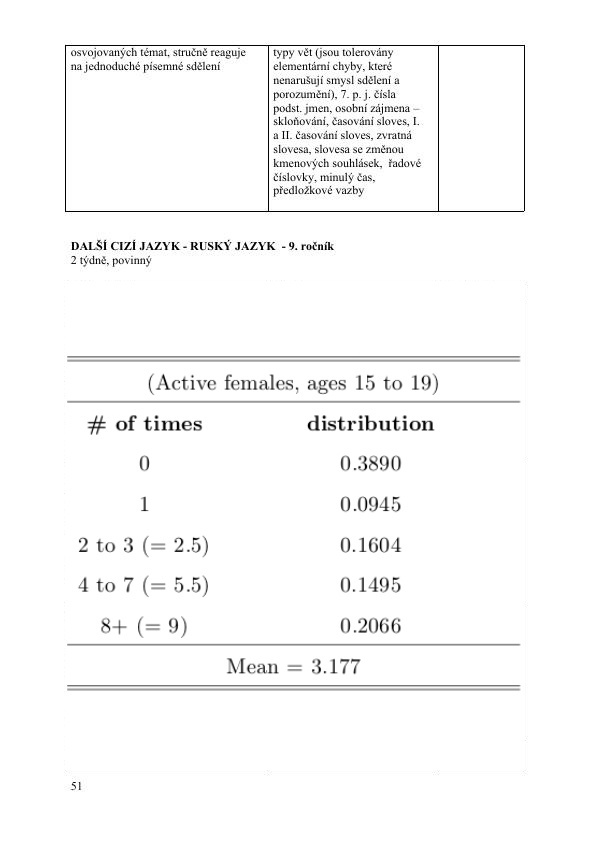 osvojovaných témat, stručně reaguje
na jednoduché písemné sdělení
typy vět (jsou tolerovány
elementární chyby, které
nenarušují smysl sdělení a
porozumění), 7. p. j. čísla
podst. jmen, osobní zájmena –
skloňování, časování sloves, I.
a II. časování sloves, zvratná
slovesa, slovesa se změnou
kmenových souhlásek, řadové
číslovky, minulý čas,
předložkové vazby
DALŠÍ CIZÍ JAZYK - RUSKÝ JAZYK - 9. ročník
2 týdně, povinný
(Active females, ages 15 to 19)
# of times distribution
0 0.3890
1 0.0945
2 to 3 (= 2.5) 0.1604
4 to 7 (= 5.5) 0.1495
8+ (= 9) 0.2066
Mean = 3.177
51